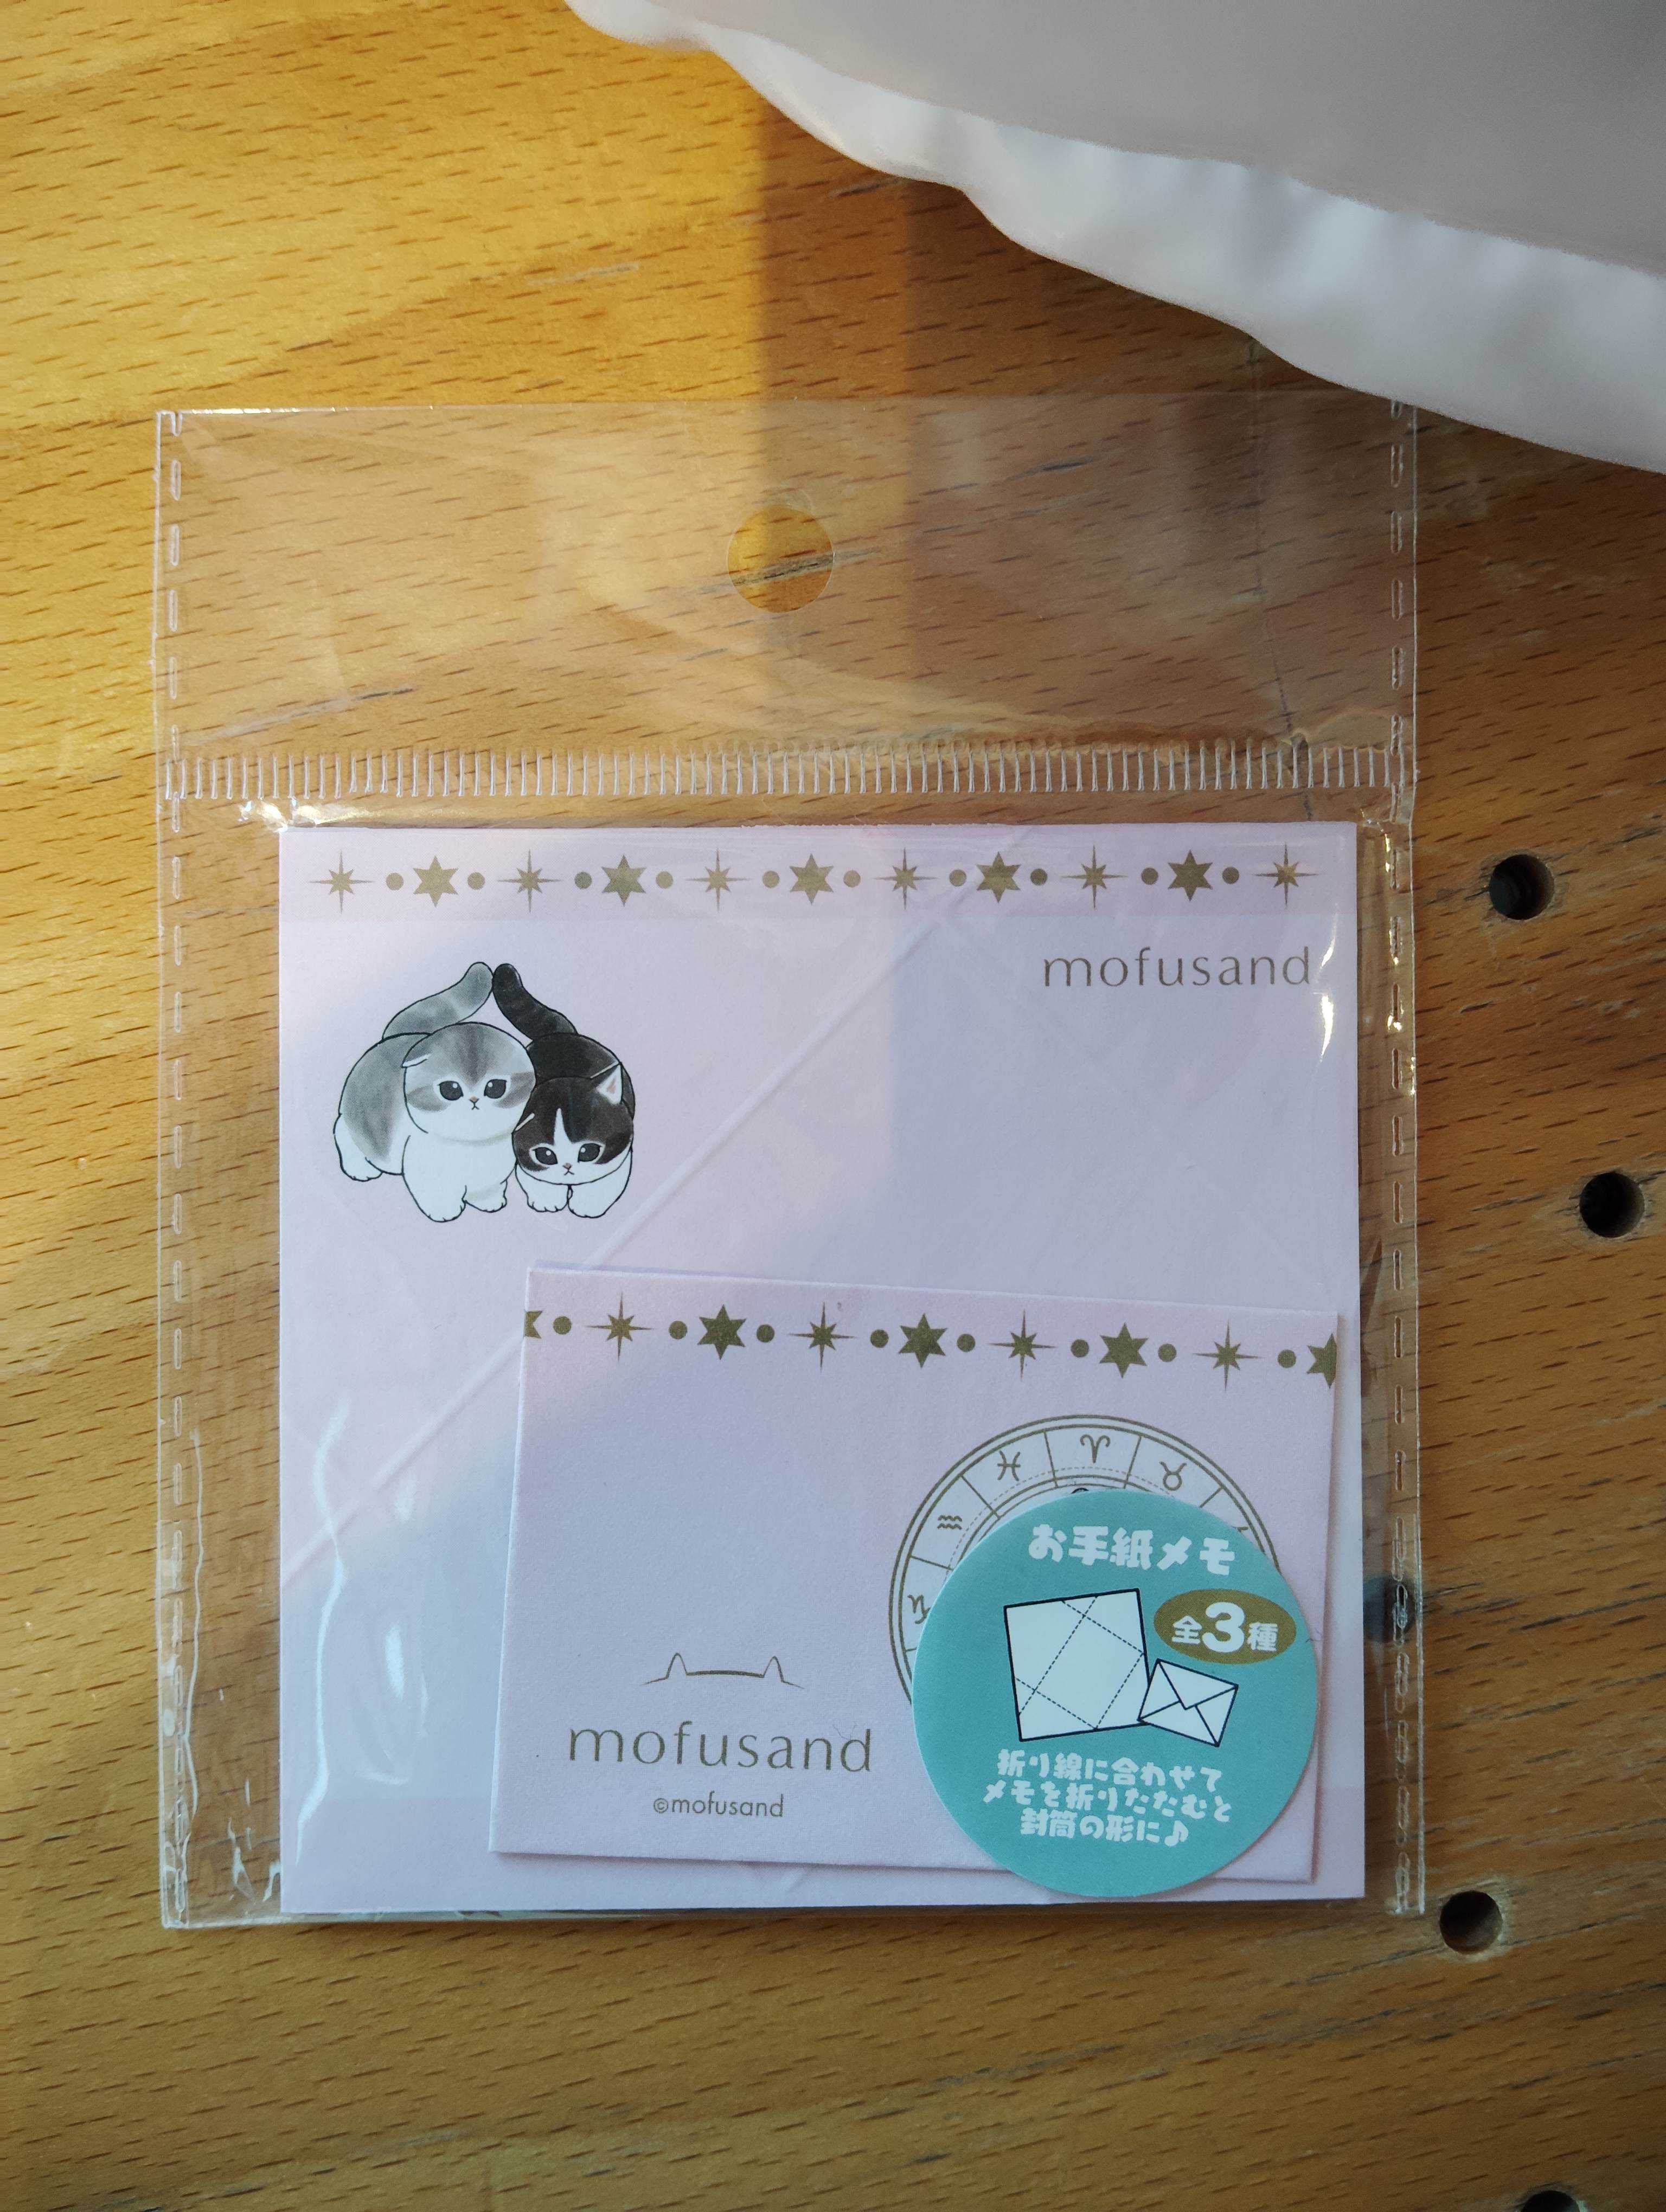 mofusand
お手紙メモ
全3種
折り線に合わせて
メモを折りたたむと
封筒の形に♪
mofusand
©mofusand